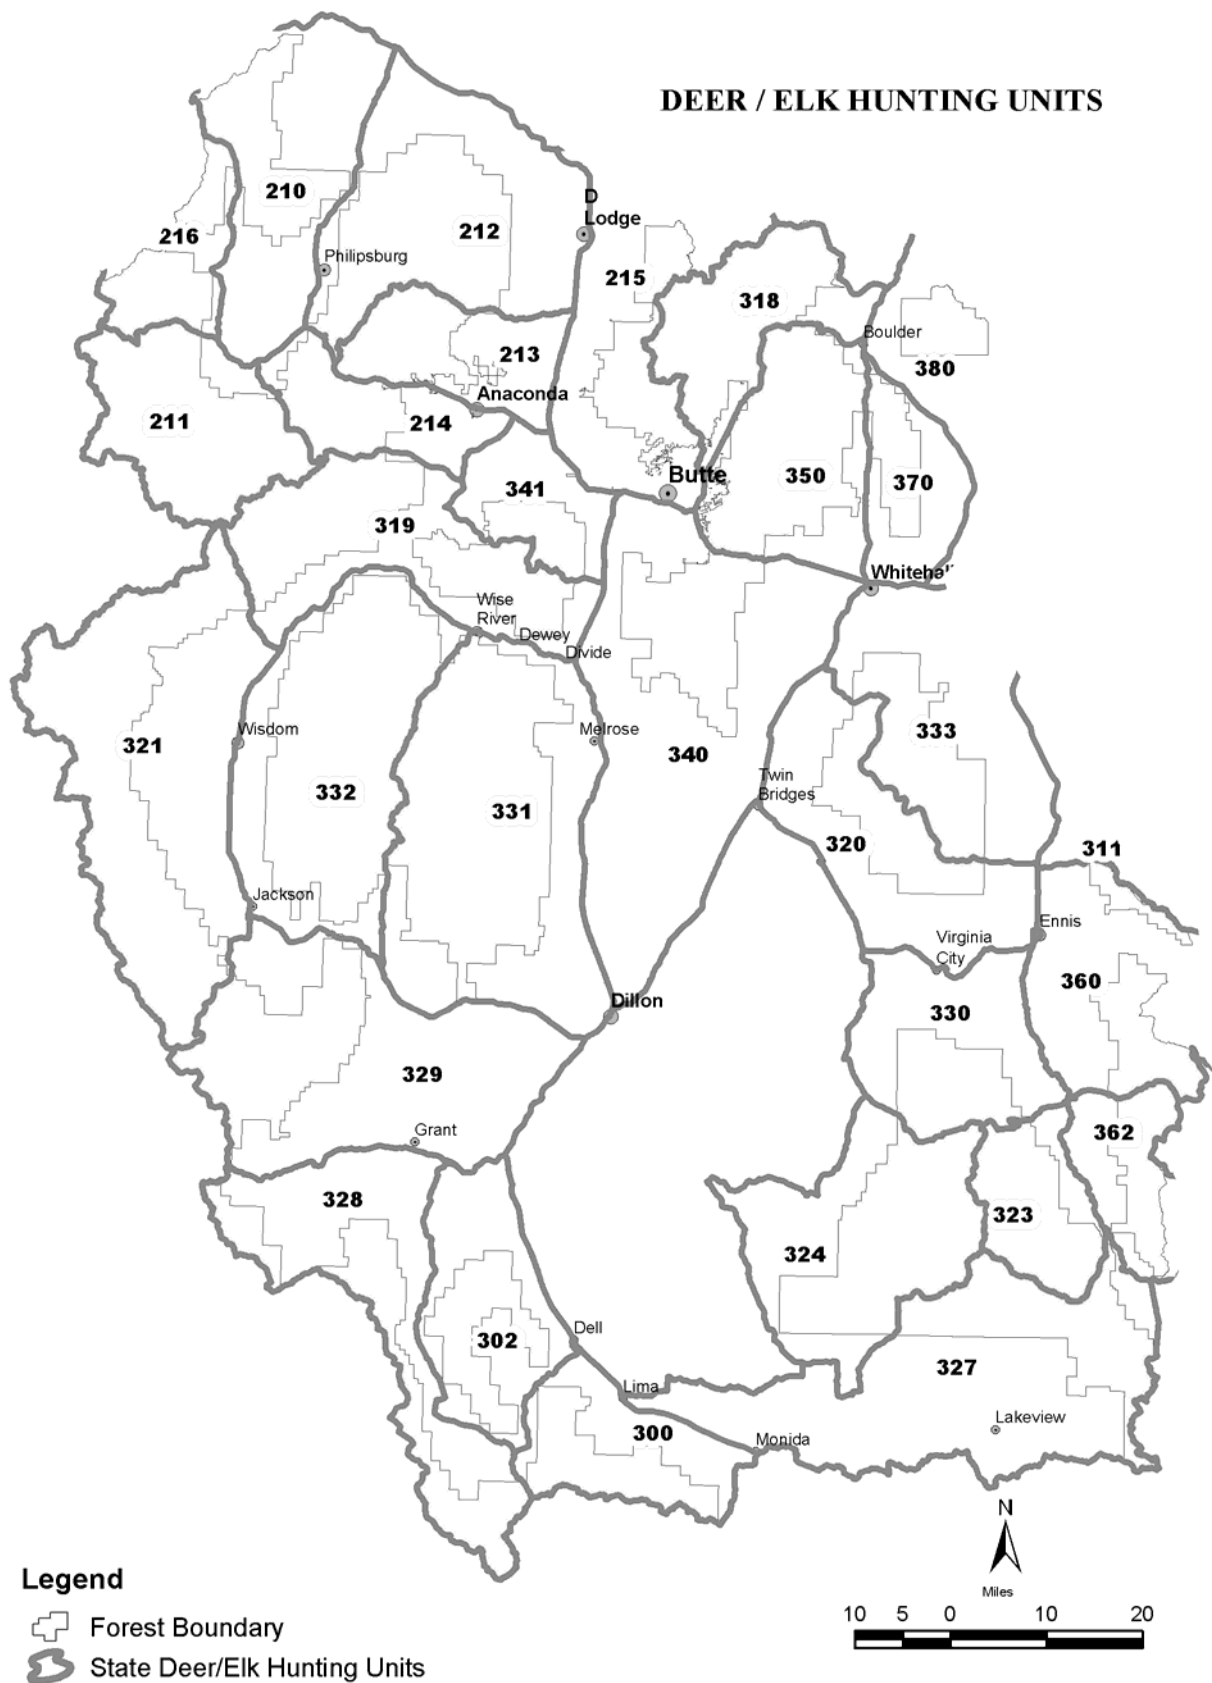 DEER / ELK HUNTING UNITS
D
Lodge
210
212
216
Philipsburg
215
318
Boulder
380
213
Anaconda
211
214
Butte
350
370
341
319
Whitehal
Wise
River
Dewey
Divide
321
Wisdom
Melrose
333
340
332
331
Twin
Bridges
320
311
Jackson
Ennis
Virginia
City
360
Dillon
330
329
Grant
362
328
323
324
Dell
302
327
Lima
Lakeview
300
Monida
N
Miles
10 5 0 10 20
Legend
Forest Boundary
State Deer/Elk Hunting Units